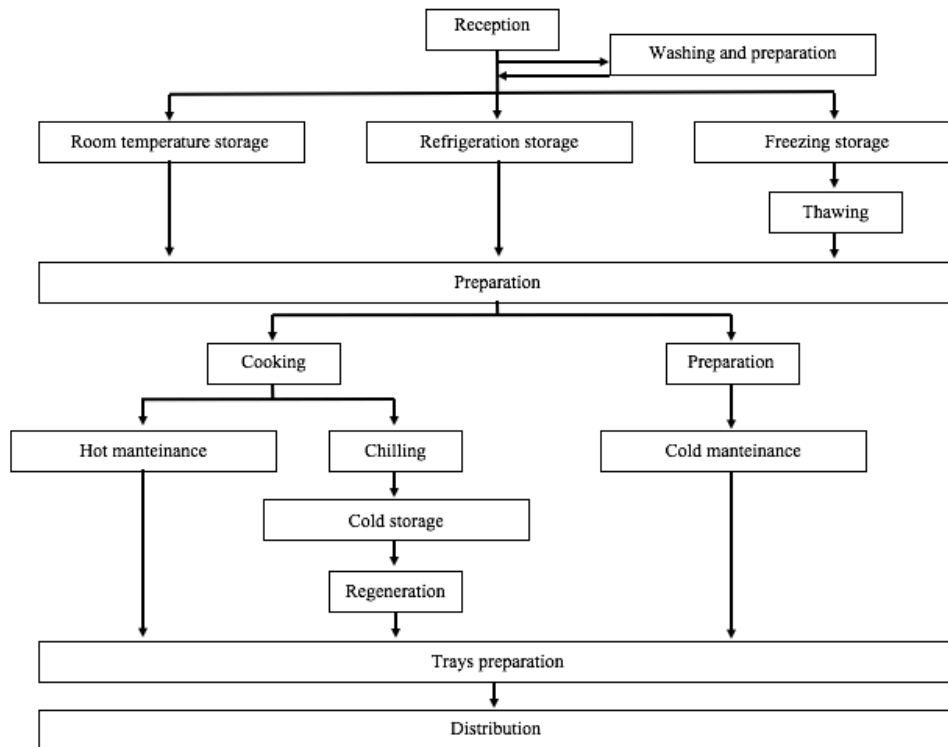 Reception
Washing and preparation
Room temperature storage
Refrigeration storage
Freezing storage
Thawing
Preparation
Cooking
Preparation
Hot manteinance
Chilling
Cold manteinance
Cold storage
Regeneration
Trays preparation
Distribution